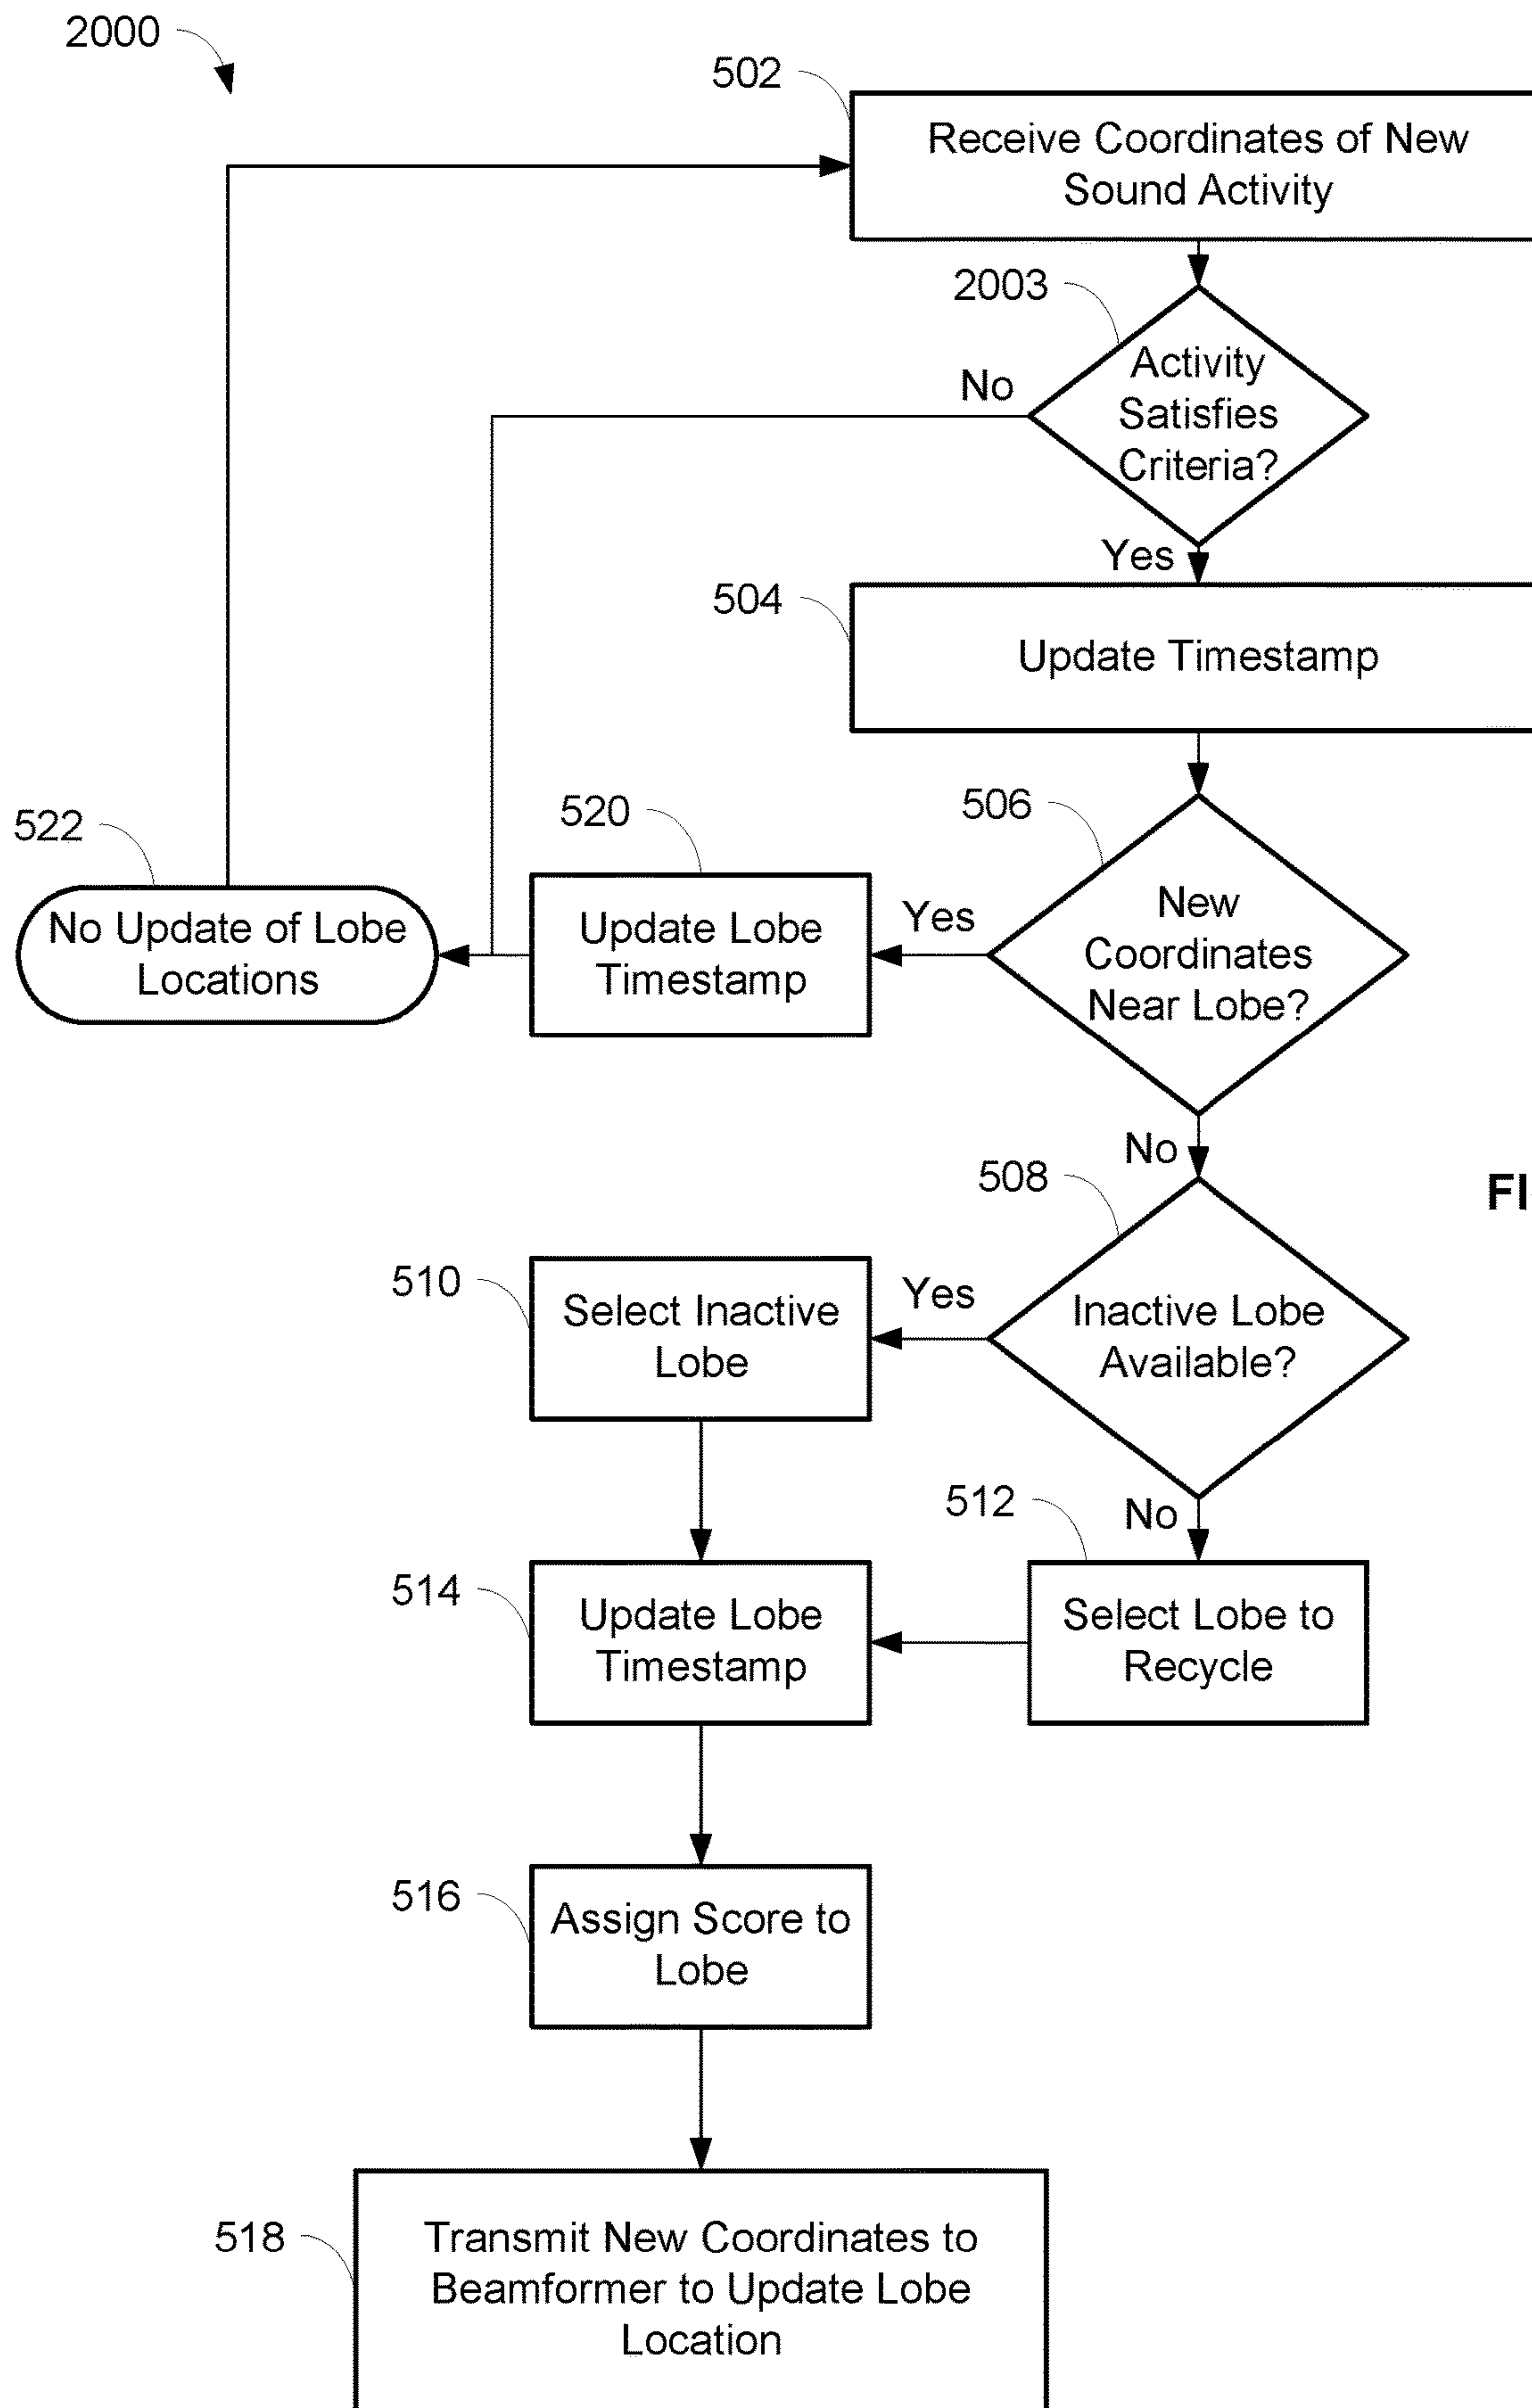 2000
502
Receive Coordinates of New
Sound Activity
2003
No
Activity
Satisfies
Criteria?
Yes
504
Update Timestamp
522
520
506
No Update of Lobe
Locations
Update Lobe
Timestamp
Yes
New
Coordinates
Near Lobe?
No
508
FI
510
Select Inactive
Lobe
Yes
Inactive Lobe
Available?
512
No
514
Update Lobe
Timestamp
Select Lobe to
Recycle
516
Assign Score to
Lobe
518
Transmit New Coordinates to
Beamformer to Update Lobe
Location